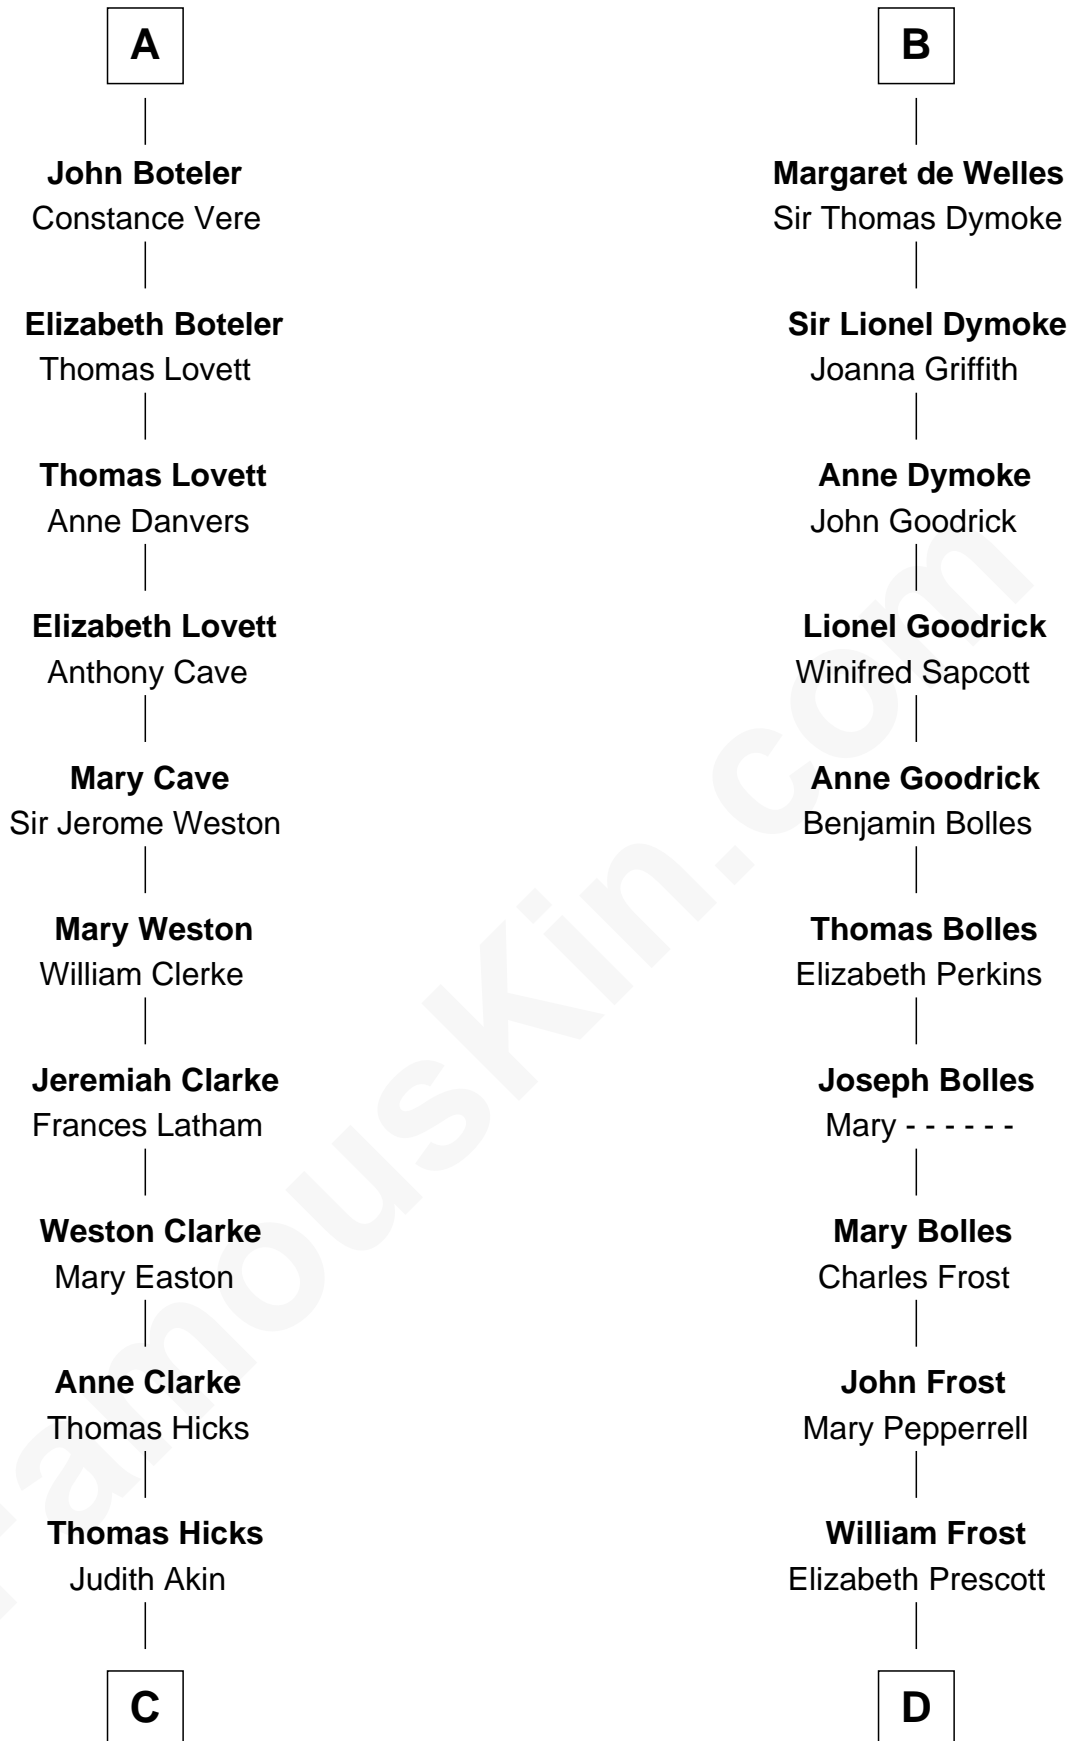 A
John Boteler
Constance Vere
Elizabeth Boteler
Thomas Lovett
Thomas Lovett
Anne Danvers
Elizabeth Lovett
Anthony Cave
Mary Cave
Sir Jerome Weston
Mary Weston
William Clerke
Jeremiah Clarke
Frances Latham
Weston Clarke
Mary Easton
Anne Clarke
Thomas Hicks
Thomas Hicks
Judith Akin
C
B
Margaret de Welles
Sir Thomas Dymoke
Sir Lionel Dymoke
Joanna Griffith
Anne Dymoke
John Goodrick
Lionel Goodrick
Winifred Sapcott
Anne Goodrick
Benjamin Bolles
Thomas Bolles
Elizabeth Perkins
Joseph Bolles
Mary - - - - - -
Mary Bolles
Charles Frost
John Frost
Mary Pepperrell
William Frost
Elizabeth Prescott
D
FamousKin.com